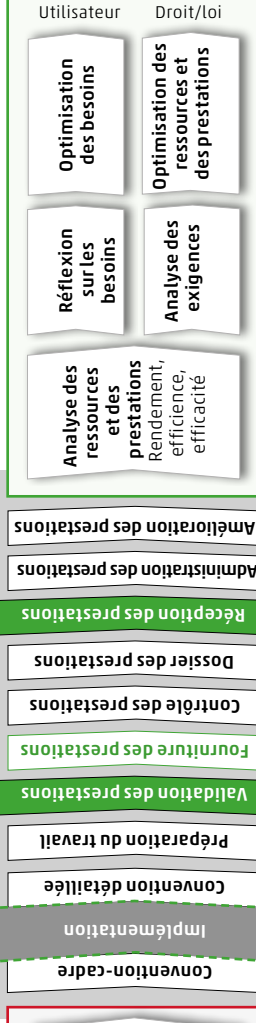 Utilisateur
Droit/loi
Optimisation
des besoins
Optimisation des
ressources et
des prestations
Réflexion
sur les
besoins
Analyse des
exigences
Analyse des
ressources
et des
prestations
Rendement,
efficience,
efficacité
Amélioration des prestations
Administration des prestations
Réception des prestations
Dossier des prestations
Contrôle des prestations
Fourniture des prestations
Validation des prestations
Préparation du travail
Convention détaillée
Implémentation
Convention-cadre